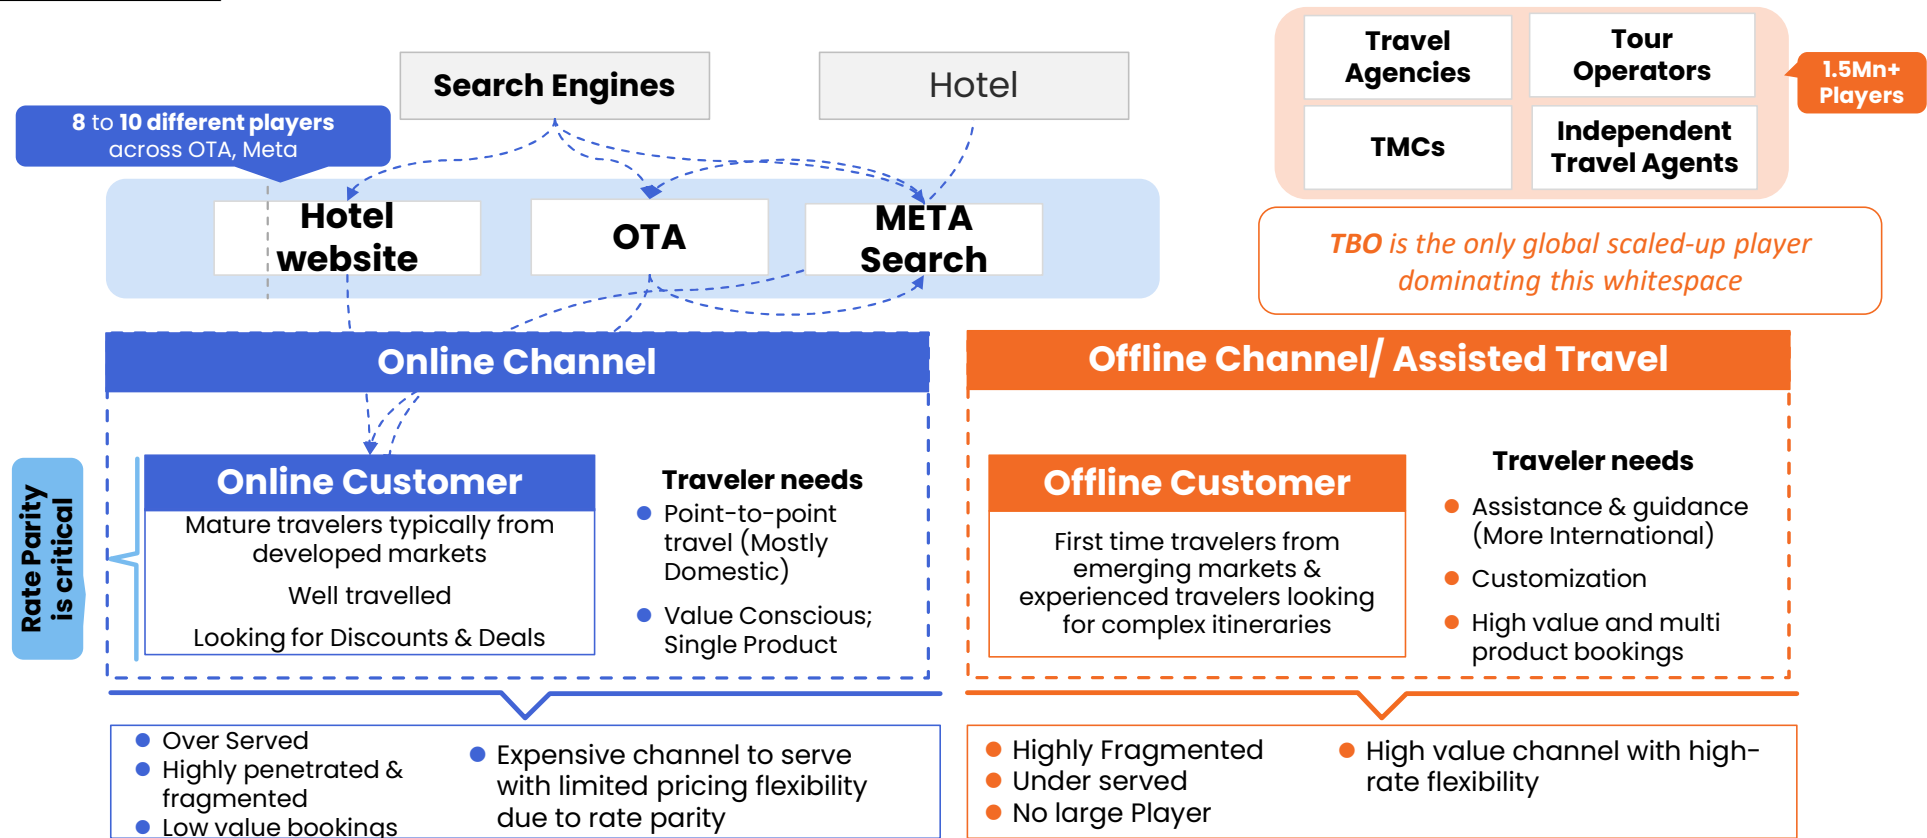 Search Engines
Hotel
8 to 10 different players
across OTA, Meta
Hotel
website
OTA
META
Search
Travel
Agencies
Tour
Operators
TMCs
Independent
Travel Agents
1.5Mn+
Players
TBO is the only global scaled-up player
dominating this whitespace
Online Channel
Rate Parity
is critical
Online Customer
Mature travelers typically from
developed markets
Well travelled
Looking for Discounts & Deals
Traveler needs
Point-to-point
travel (Mostly
Domestic)
Value Conscious;
Single Product
Over Served
Highly penetrated &
fragmented
Low value bookings
Expensive channel to serve
with limited pricing flexibility
due to rate parity
Offline Channel/ Assisted Travel
Offline Customer
First time travelers from
emerging markets &
experienced travelers looking
for complex itineraries
Traveler needs
Assistance & guidance
(More International)
Customization
High value and multi
product bookings
Highly Fragmented
Under served
No large Player
High value channel with high-
rate flexibility